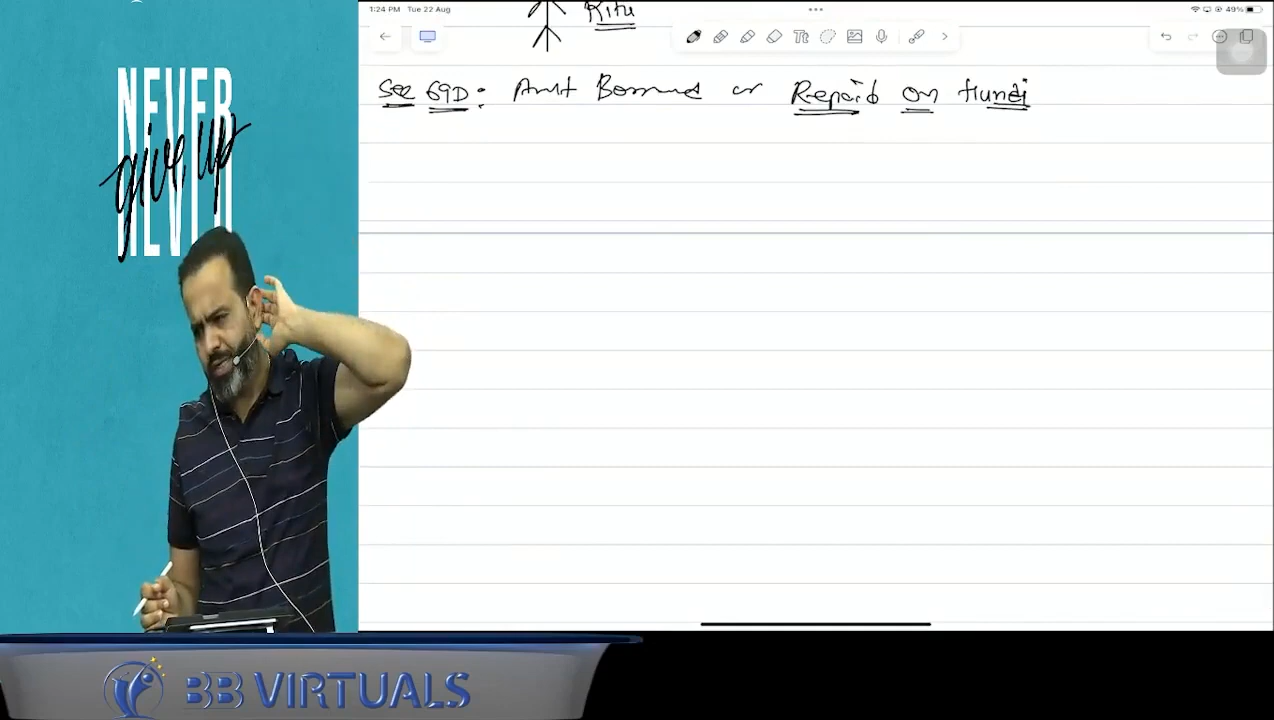 1:24 PM Tue 22 Aug
49%
Ritu
Tt
Sec 69D: Amt Borrowed or Repaid on Hundi
NEVER
give up
NEVER
BB VIRTUALS